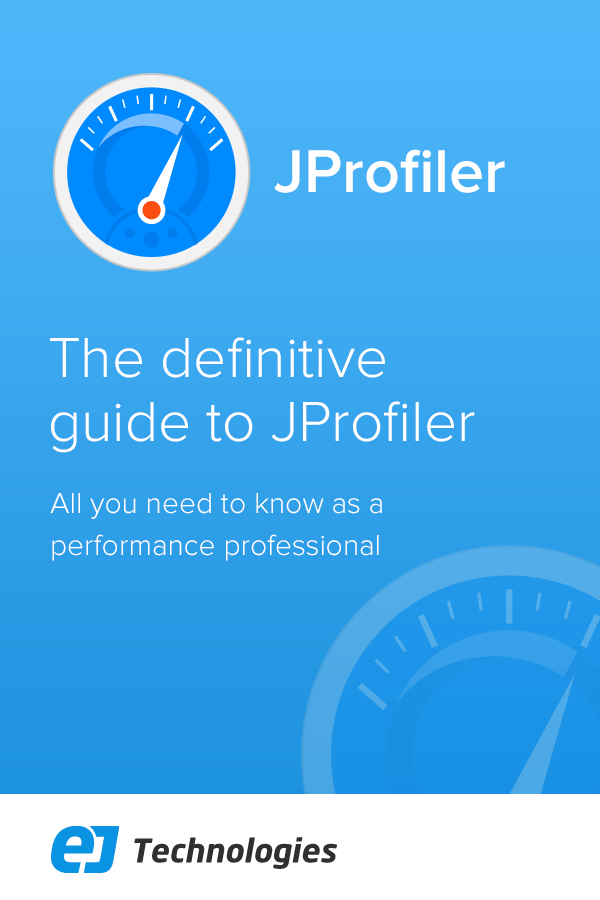 JProfiler
The definitive
guide to JProfiler
All you need to know as a
performance professional
ej Technologies